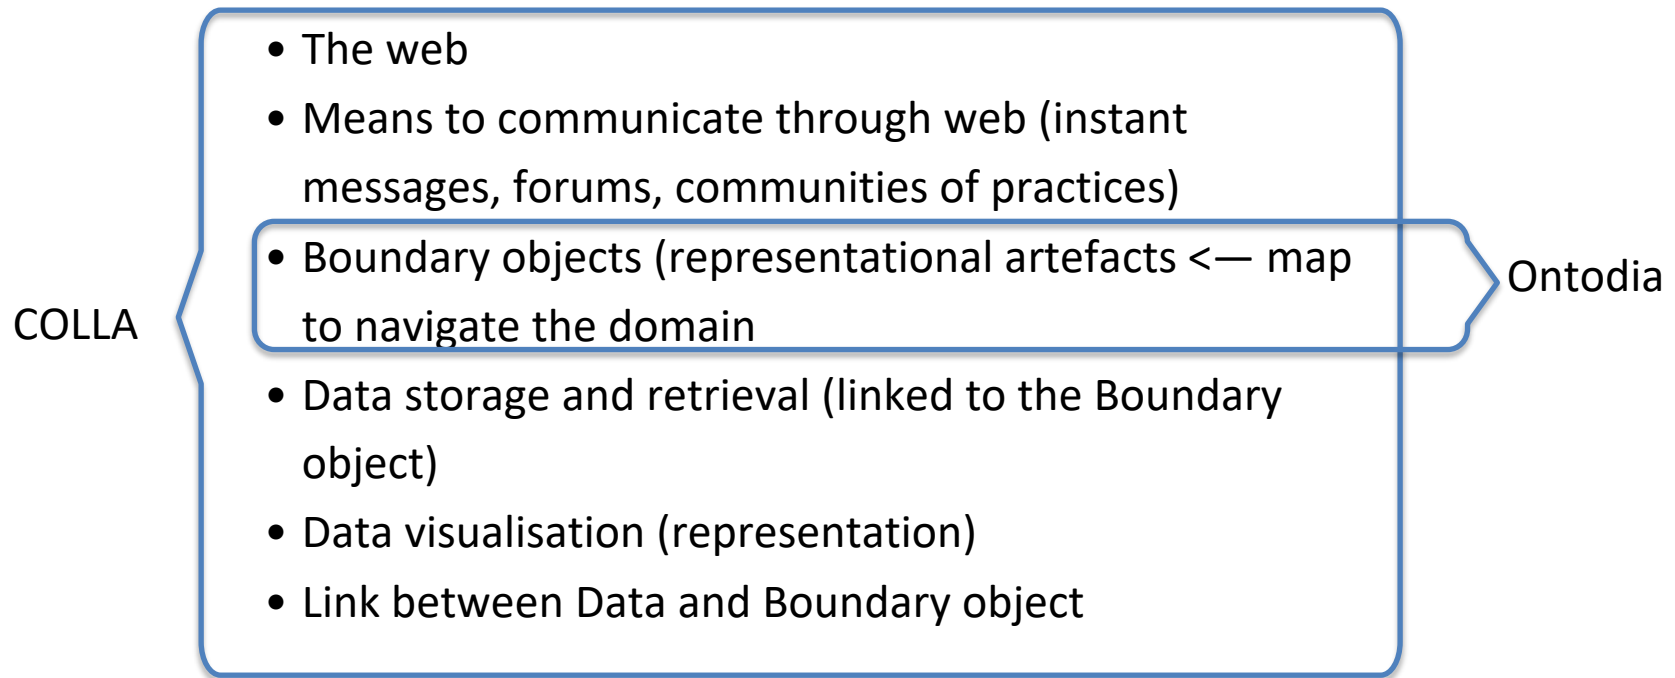 • The web
• Means to communicate through web (instant
messages, forums, communities of practices)
• Boundary objects (representational artefacts <— map
to navigate the domain
Ontodia
COLLA
• Data storage and retrieval (linked to the Boundary
object)
• Data visualisation (representation)
• Link between Data and Boundary object